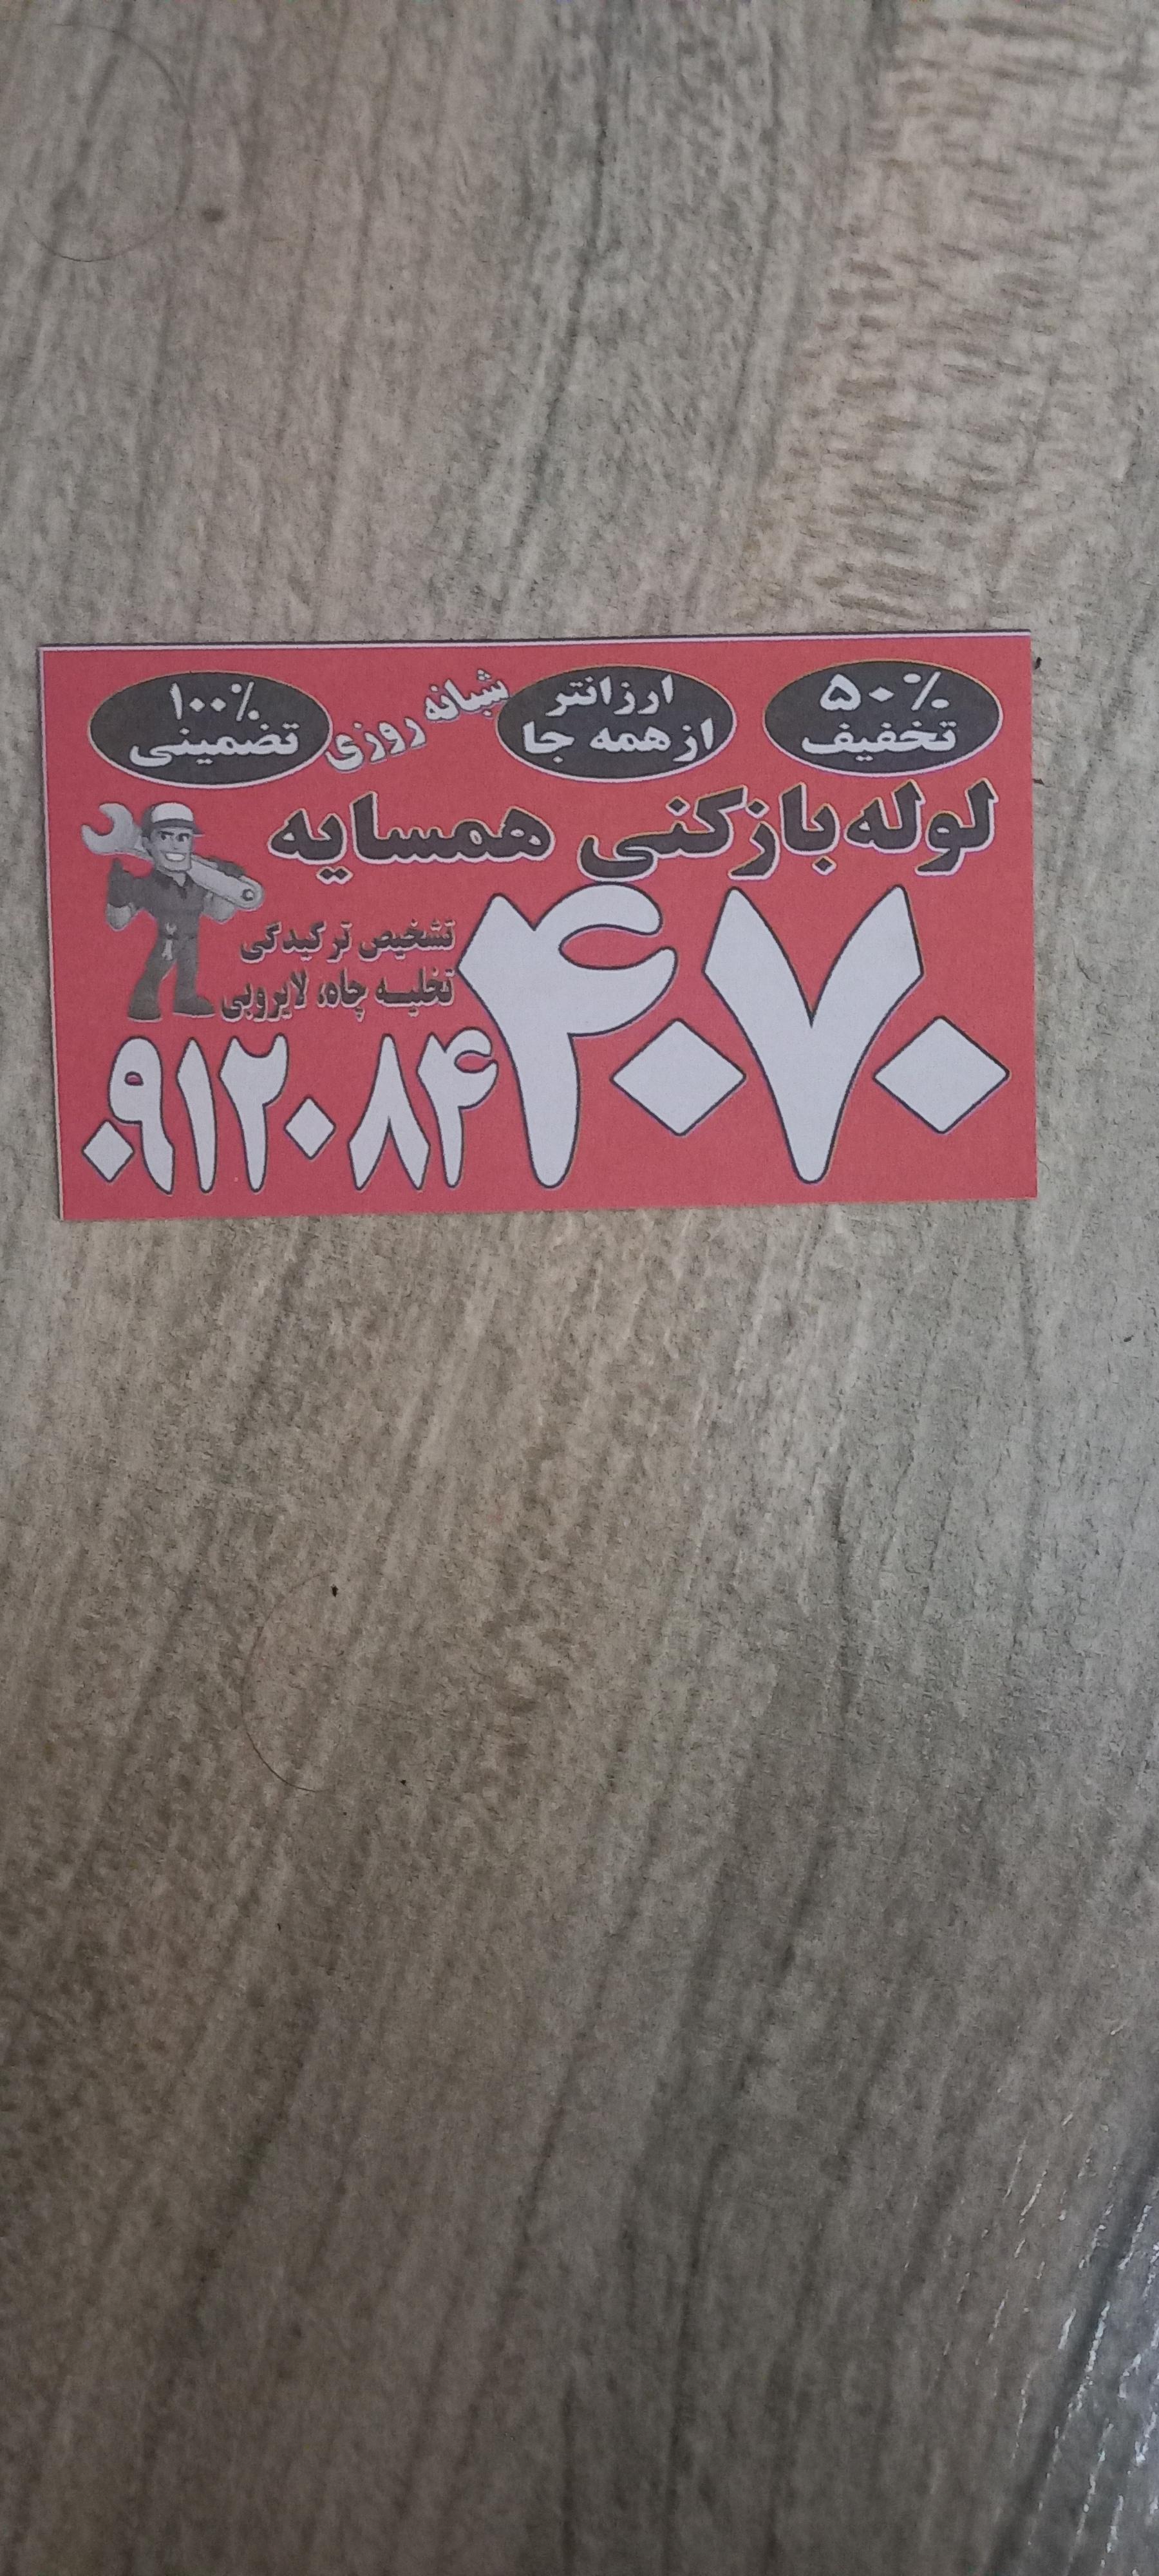 ۵۰%
تخفیف
ارزانتر
از همه جا
شبانه روزی
۱۰۰%
تضمینی
لوله بازکنی همسایه
تشخیص ترکیدگی
تخلیه چاه، لایروبی
۰۹۱۲۰۸۴۴۰۷۰